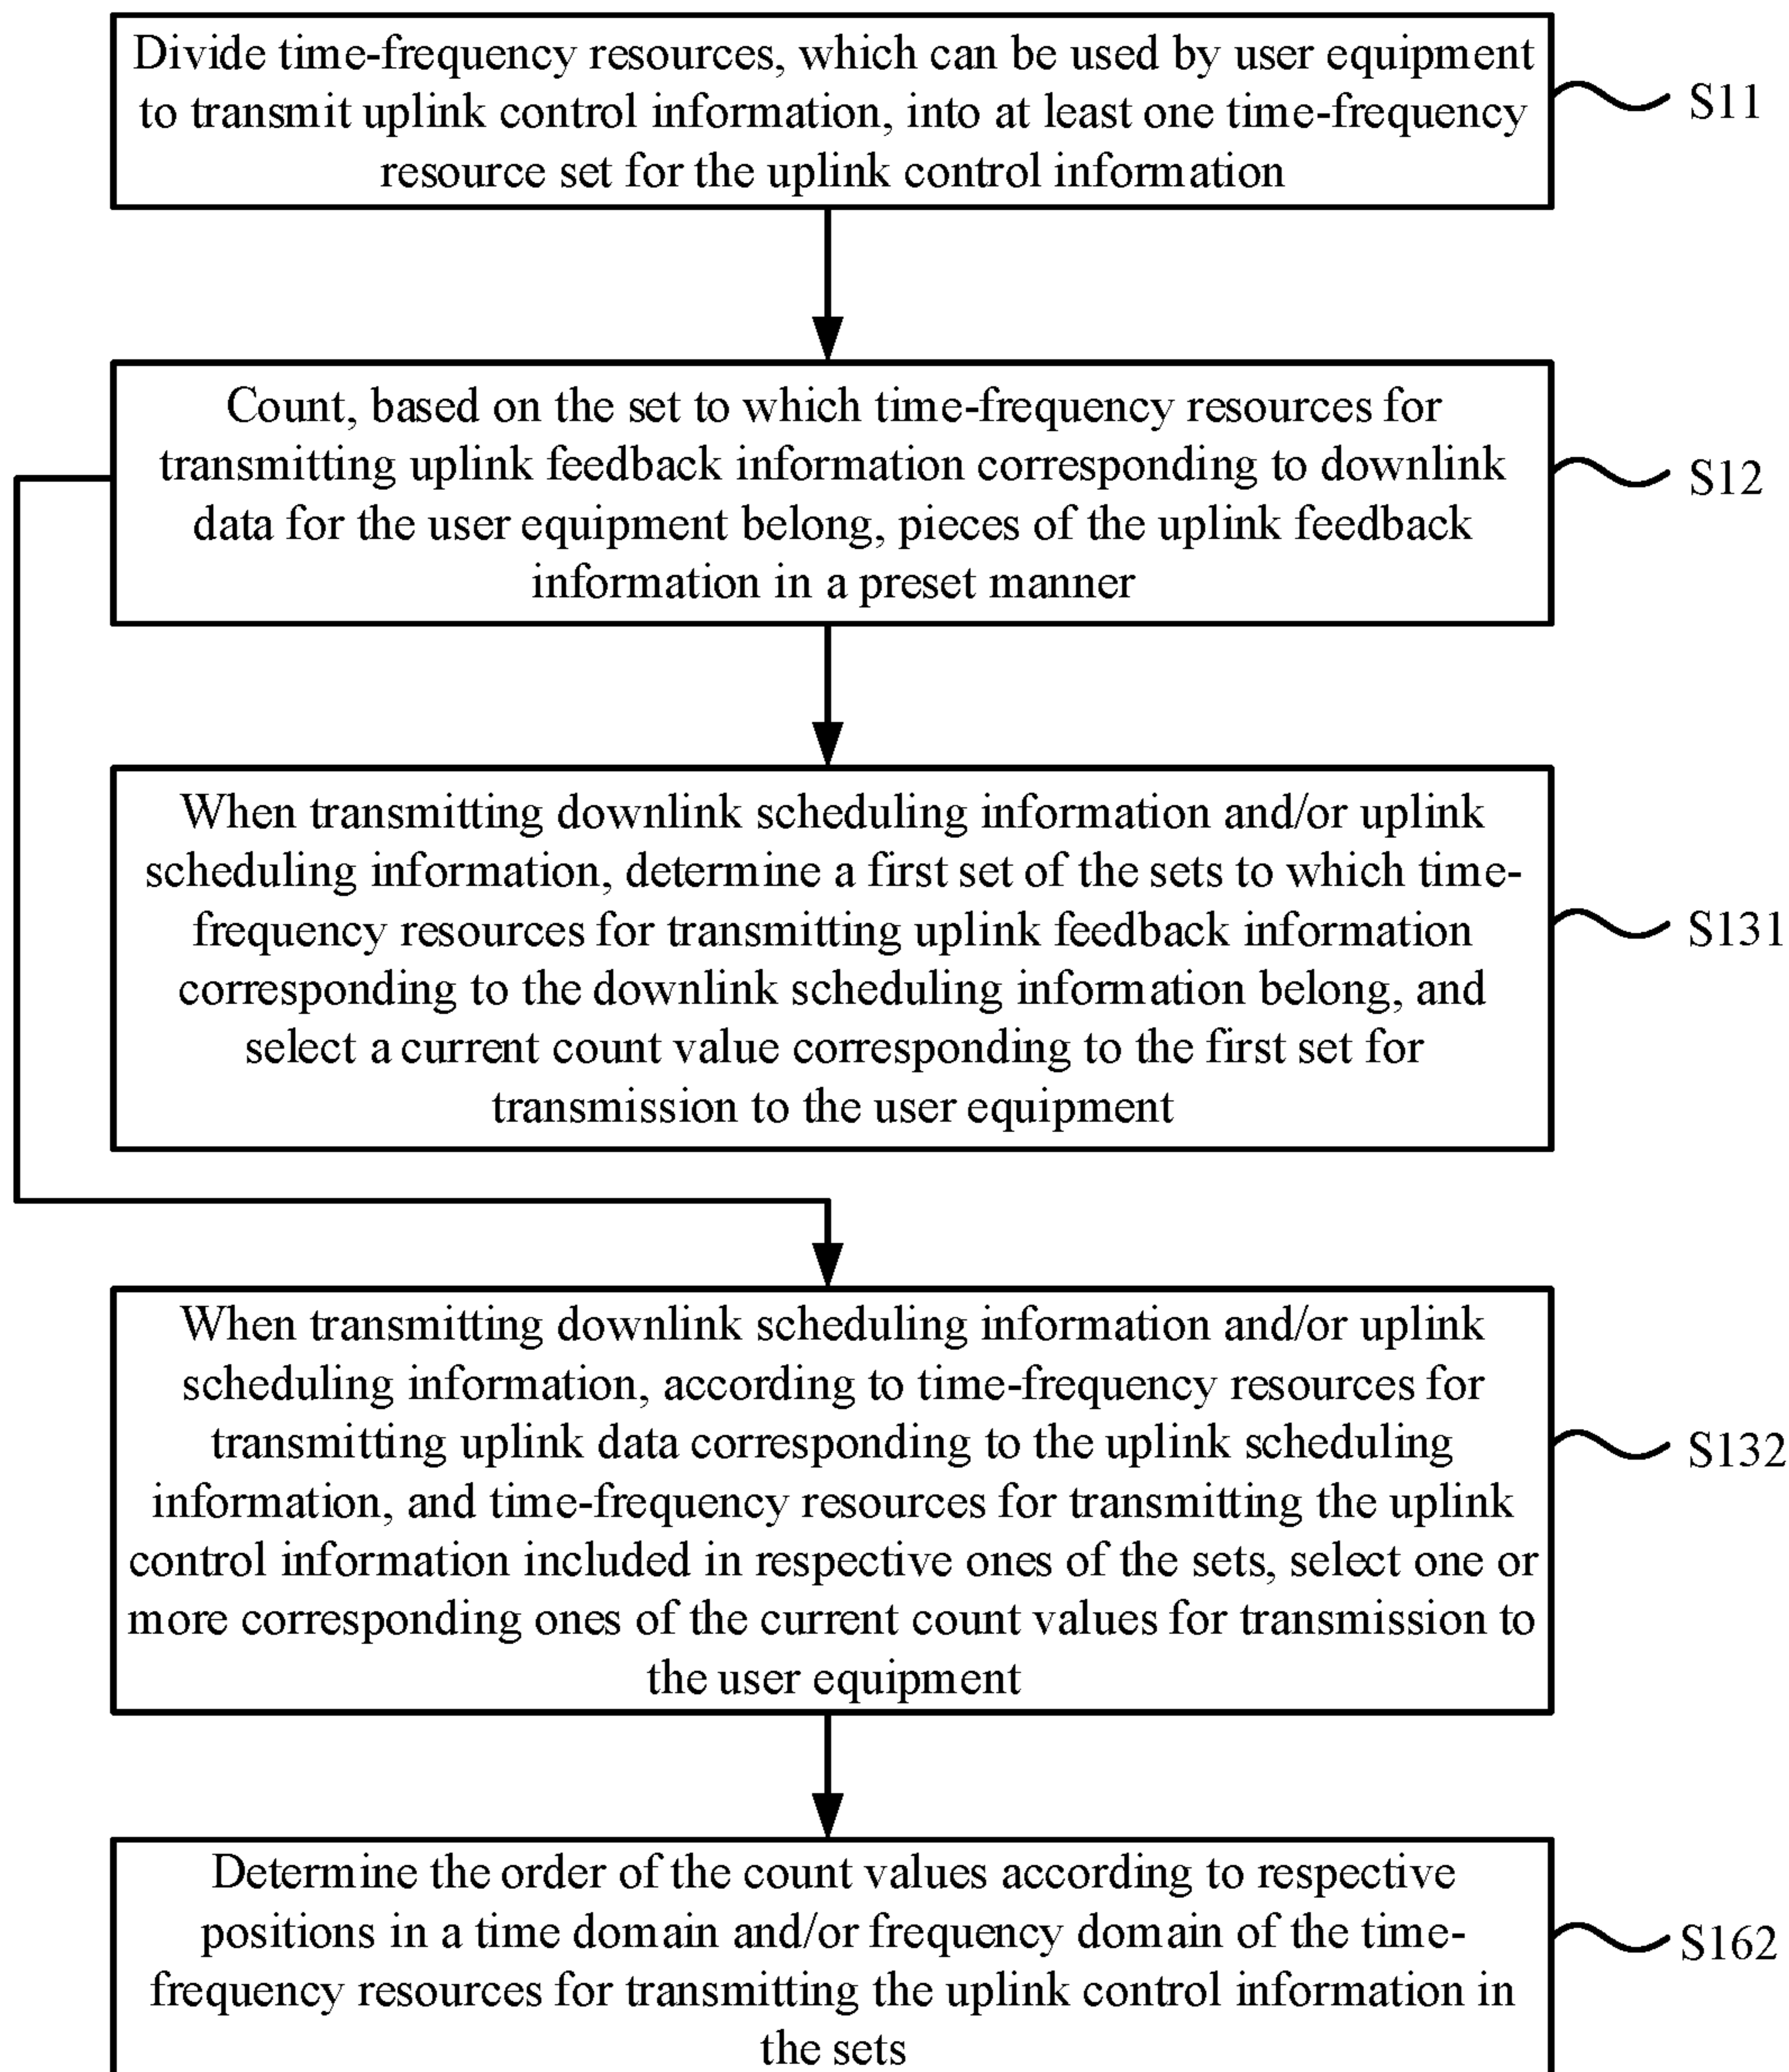 Divide time-frequency resources, which can be used by user equipment
to transmit uplink control information, into at least one time-frequency
resource set for the uplink control information
S11
Count, based on the set to which time-frequency resources for
transmitting uplink feedback information corresponding to downlink
data for the user equipment belong, pieces of the uplink feedback
information in a preset manner
S12
When transmitting downlink scheduling information and/or uplink
scheduling information, determine a first set of the sets to which time-
frequency resources for transmitting uplink feedback information
corresponding to the downlink scheduling information belong, and
select a current count value corresponding to the first set for
transmission to the user equipment
S131
When transmitting downlink scheduling information and/or uplink
scheduling information, according to time-frequency resources for
transmitting uplink data corresponding to the uplink scheduling
information, and time-frequency resources for transmitting the uplink
control information included in respective ones of the sets, select one or
more corresponding ones of the current count values for transmission to
the user equipment
S132
Determine the order of the count values according to respective
positions in a time domain and/or frequency domain of the time-
frequency resources for transmitting the uplink control information in
the sets
S162